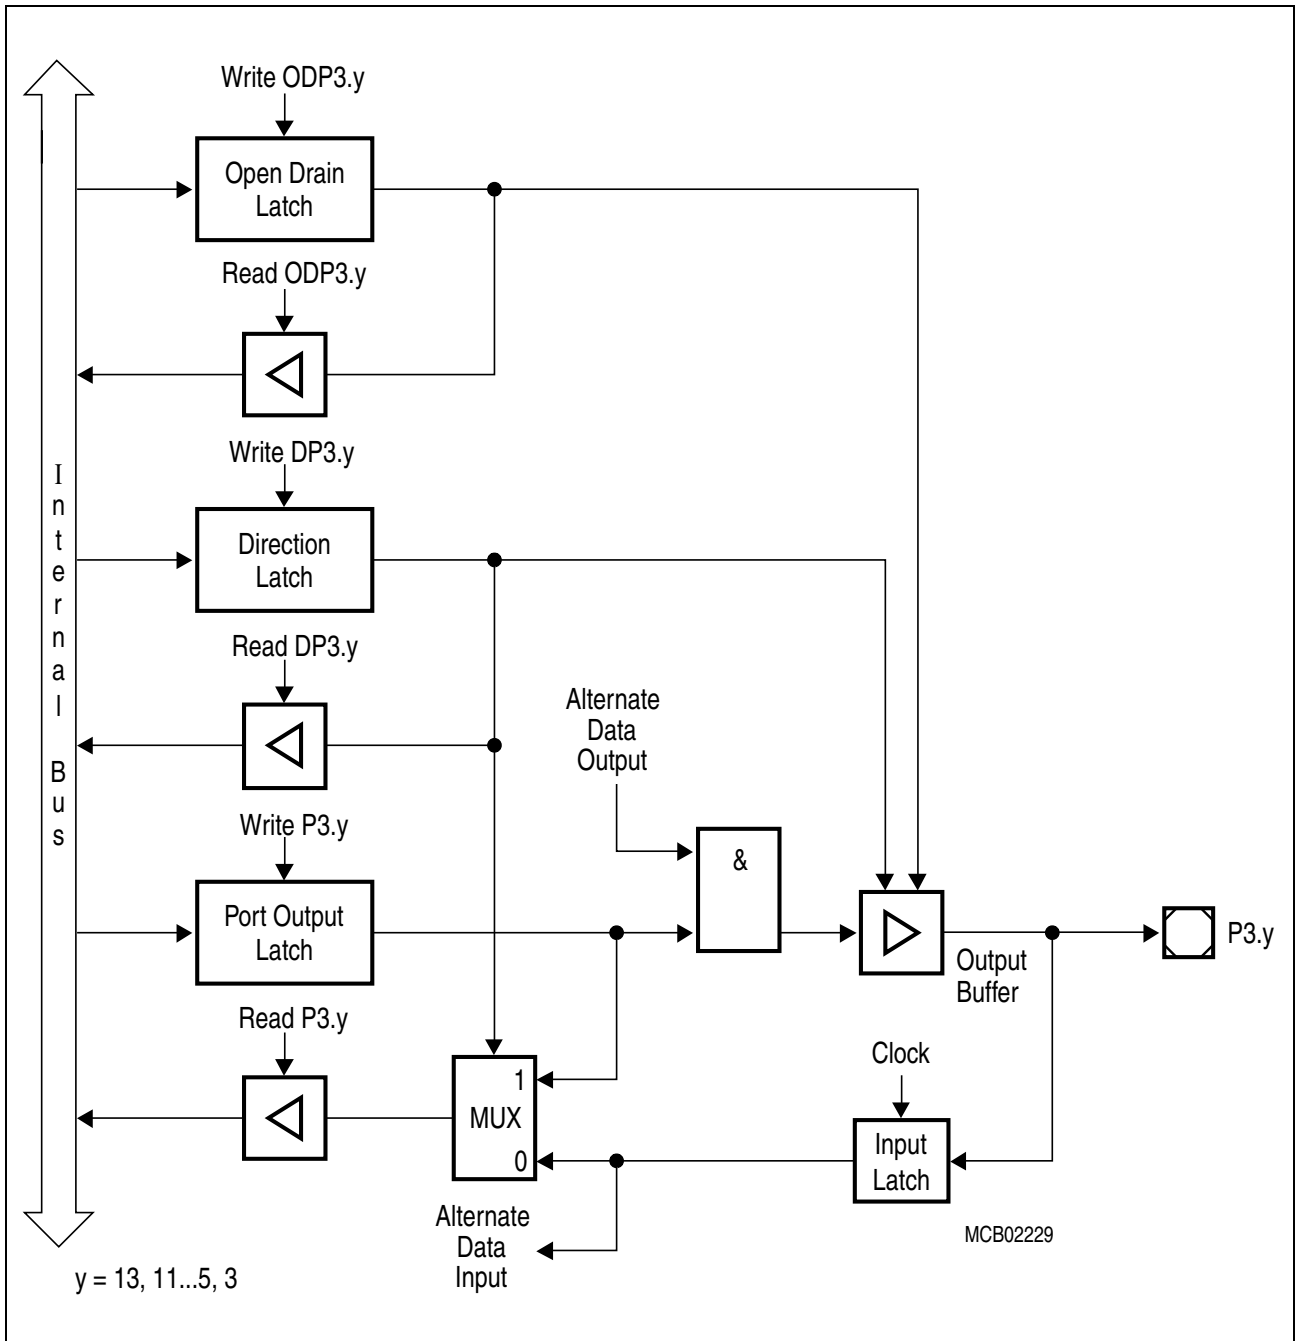 Write ODP3.y
Open Drain
Latch
Read ODP3.y
Write DP3.y
Internal Bus
Direction
Latch
Read DP3.y
Alternate
Data
Output
Write P3.y
&
Port Output
Latch
P3.y
Output
Buffer
Read P3.y
Clock
1
MUX
0
Input
Latch
Alternate
Data
Input
MCB02229
y = 13, 11...5, 3